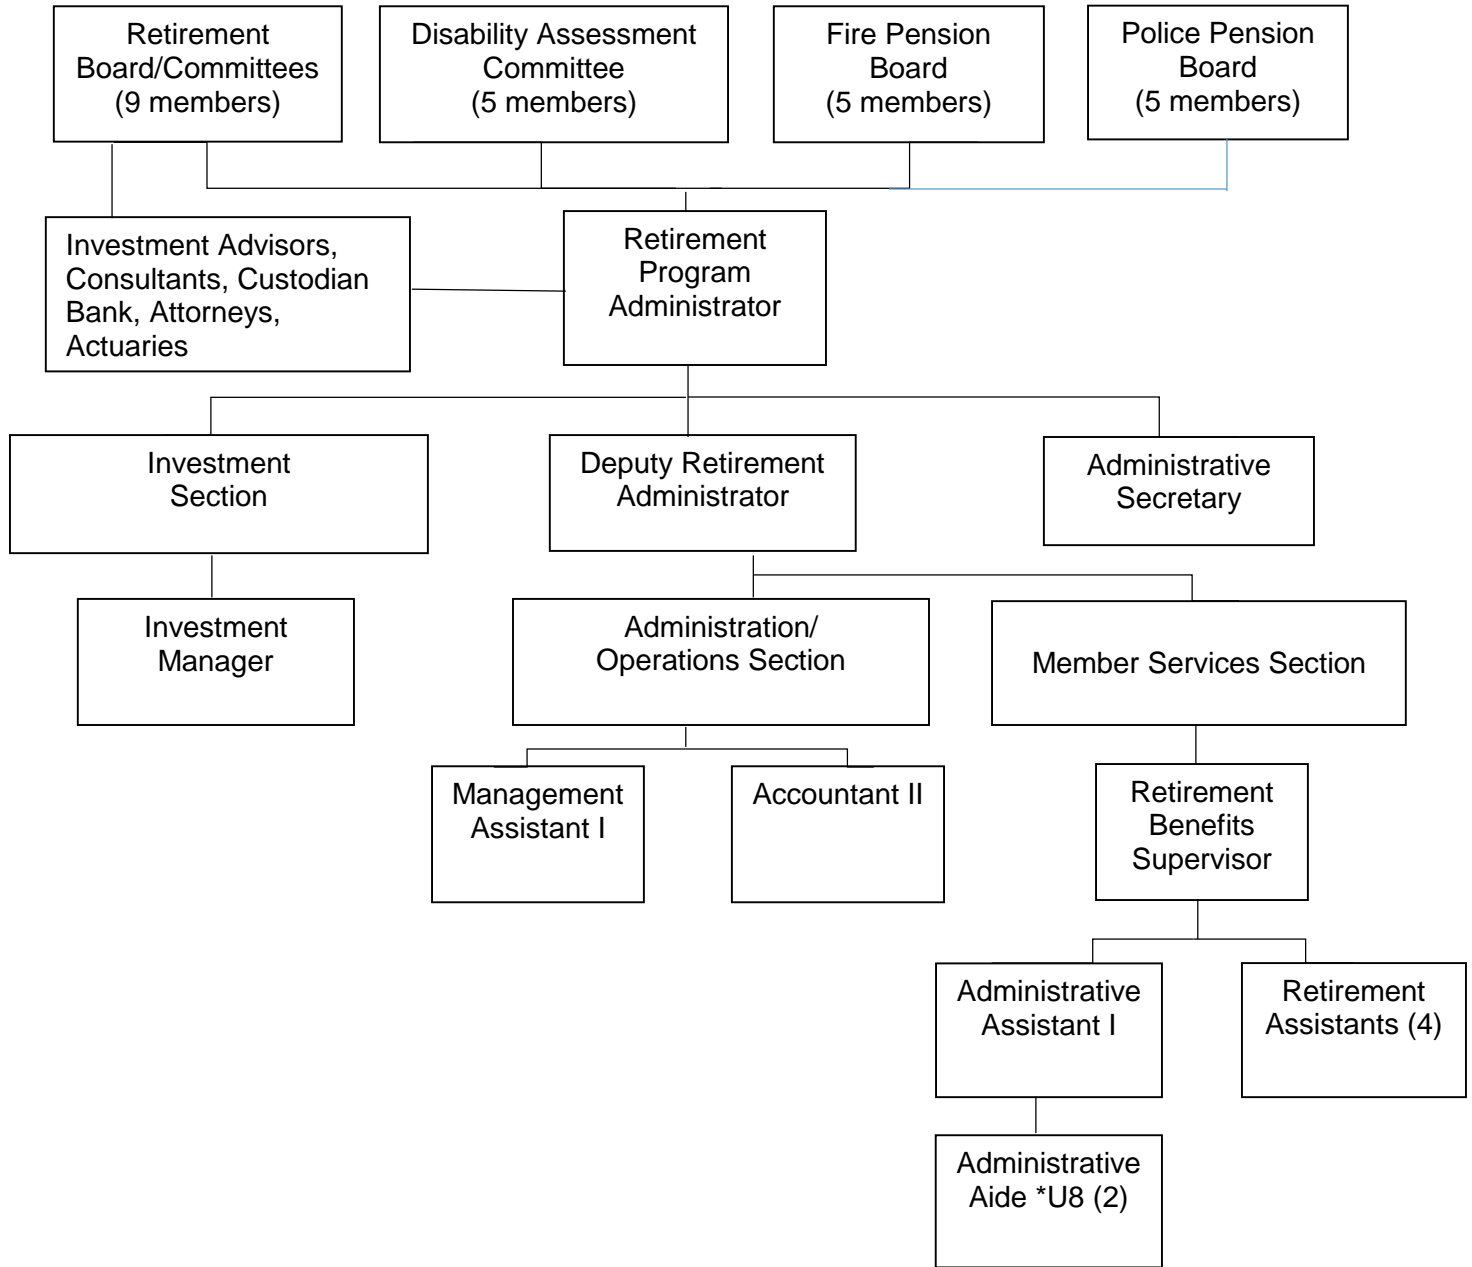 Retirement
Board/Committees
(9 members)
Disability Assessment
Committee
(5 members)
Fire Pension
Board
(5 members)
Police Pension
Board
(5 members)
Investment Advisors,
Consultants, Custodian
Bank, Attorneys,
Actuaries
Retirement
Program
Administrator
Investment
Section
Deputy Retirement
Administrator
Administrative
Secretary
Investment
Manager
Administration/
Operations Section
Member Services Section
Management
Assistant I
Accountant II
Retirement
Benefits
Supervisor
Administrative
Assistant I
Retirement
Assistants (4)
Administrative
Aide *U8 (2)